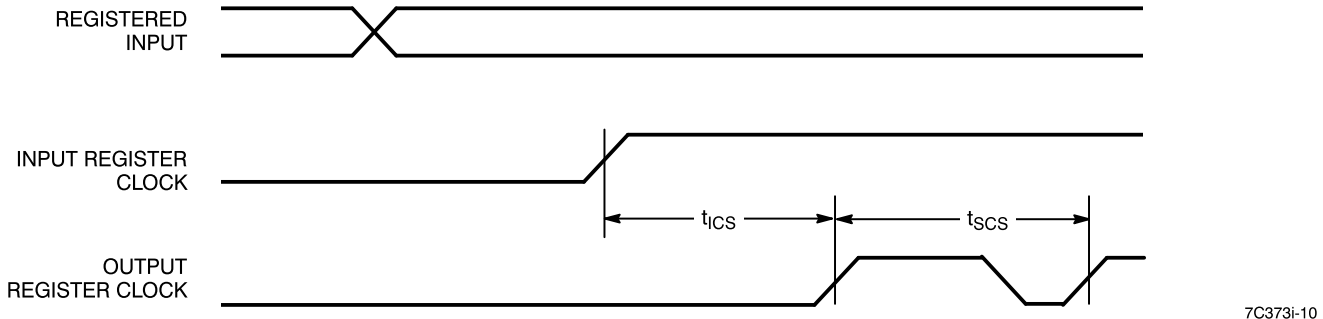 REGISTERED
INPUT
INPUT REGISTER
CLOCK
tICS
tSCS
OUTPUT
REGISTER CLOCK
7C373i-10